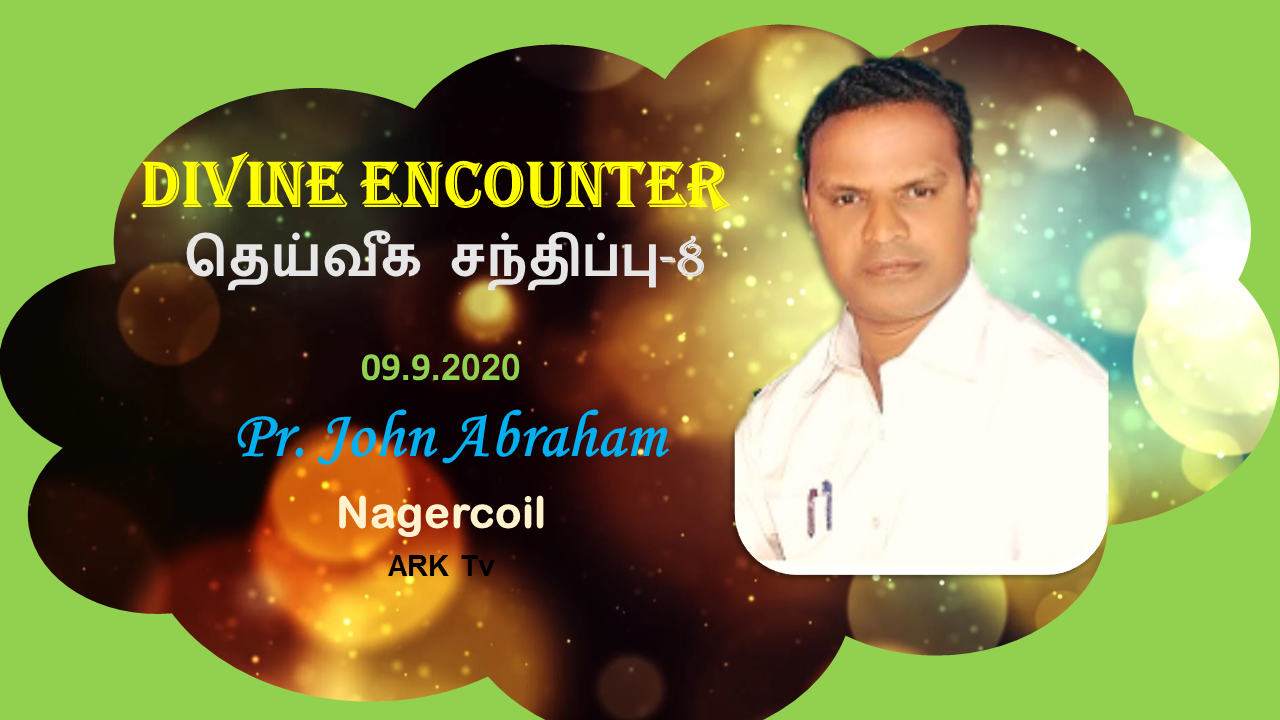 DIVINE ENCOUNTER
தெய்வீக சந்திப்பு-8
09.9.2020
Pr. John Abraham
Nagercoil
ARK Tv